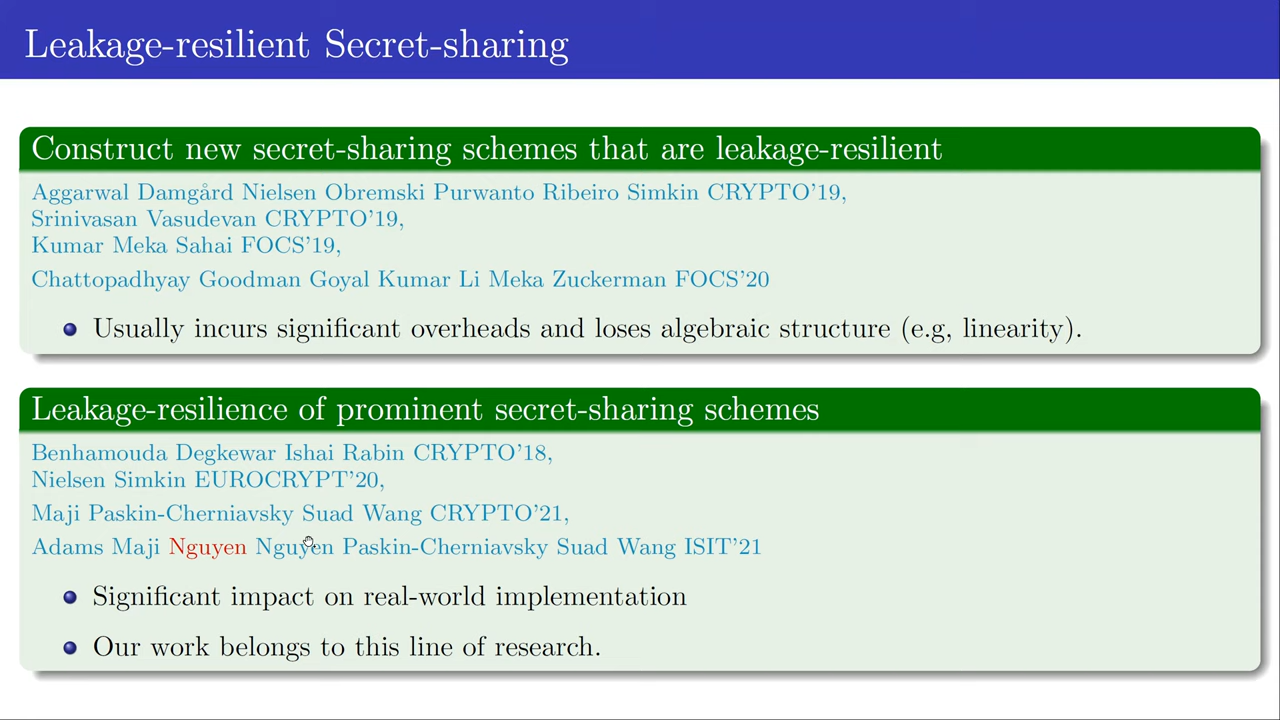 Leakage-resilient Secret-sharing
Construct new secret-sharing schemes that are leakage-resilient
Aggarwal Damgård Nielsen Obremski Purwanto Ribeiro Simkin CRYPTO'19,
Srinivasan Vasudevan CRYPTO'19,
Kumar Meka Sahai FOCS'19,
Chattopadhyay Goodman Goyal Kumar Li Meka Zuckerman FOCS'20
Usually incurs significant overheads and loses algebraic structure (e.g, linearity).
Leakage-resilience of prominent secret-sharing schemes
Benhamouda Degkewar Ishai Rabin CRYPTO'18,
Nielsen Simkin EUROCRYPT'20,
Maji Paskin-Cherniavsky Suad Wang CRYPTO'21,
Adams Maji Nguyen Nguyen Paskin-Cherniavsky Suad Wang ISIT'21
Significant impact on real-world implementation
Our work belongs to this line of research.